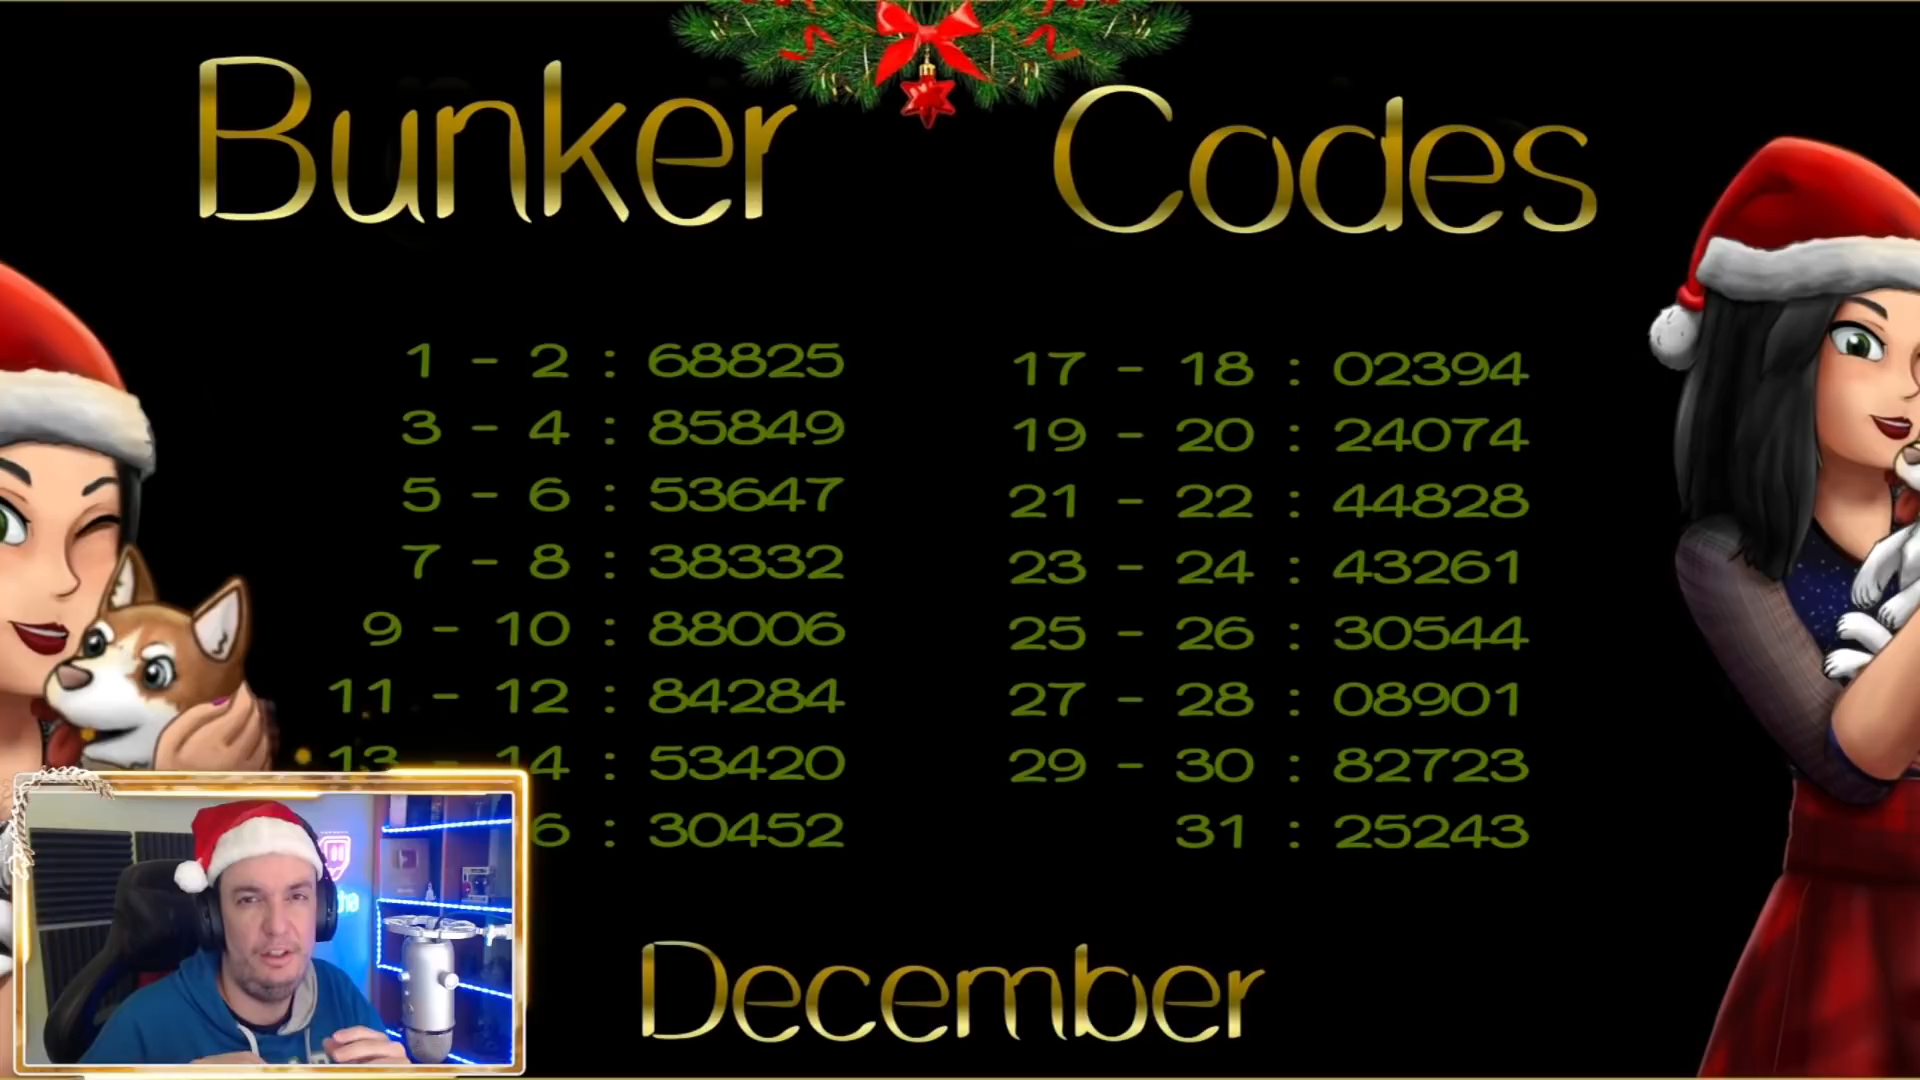 Bunker Codes
1 - 2 : 68825
3 - 4 : 85849
5 - 6 : 53647
7 - 8 : 38332
9 - 10 : 88006
11 - 12 : 84284
13 - 14 : 53420
6 : 30452
17 - 18 : 02394
19 - 20 : 24074
21 - 22 : 44828
23 - 24 : 43261
25 - 26 : 30544
27 - 28 : 08901
29 - 30 : 82723
31 : 25243
December